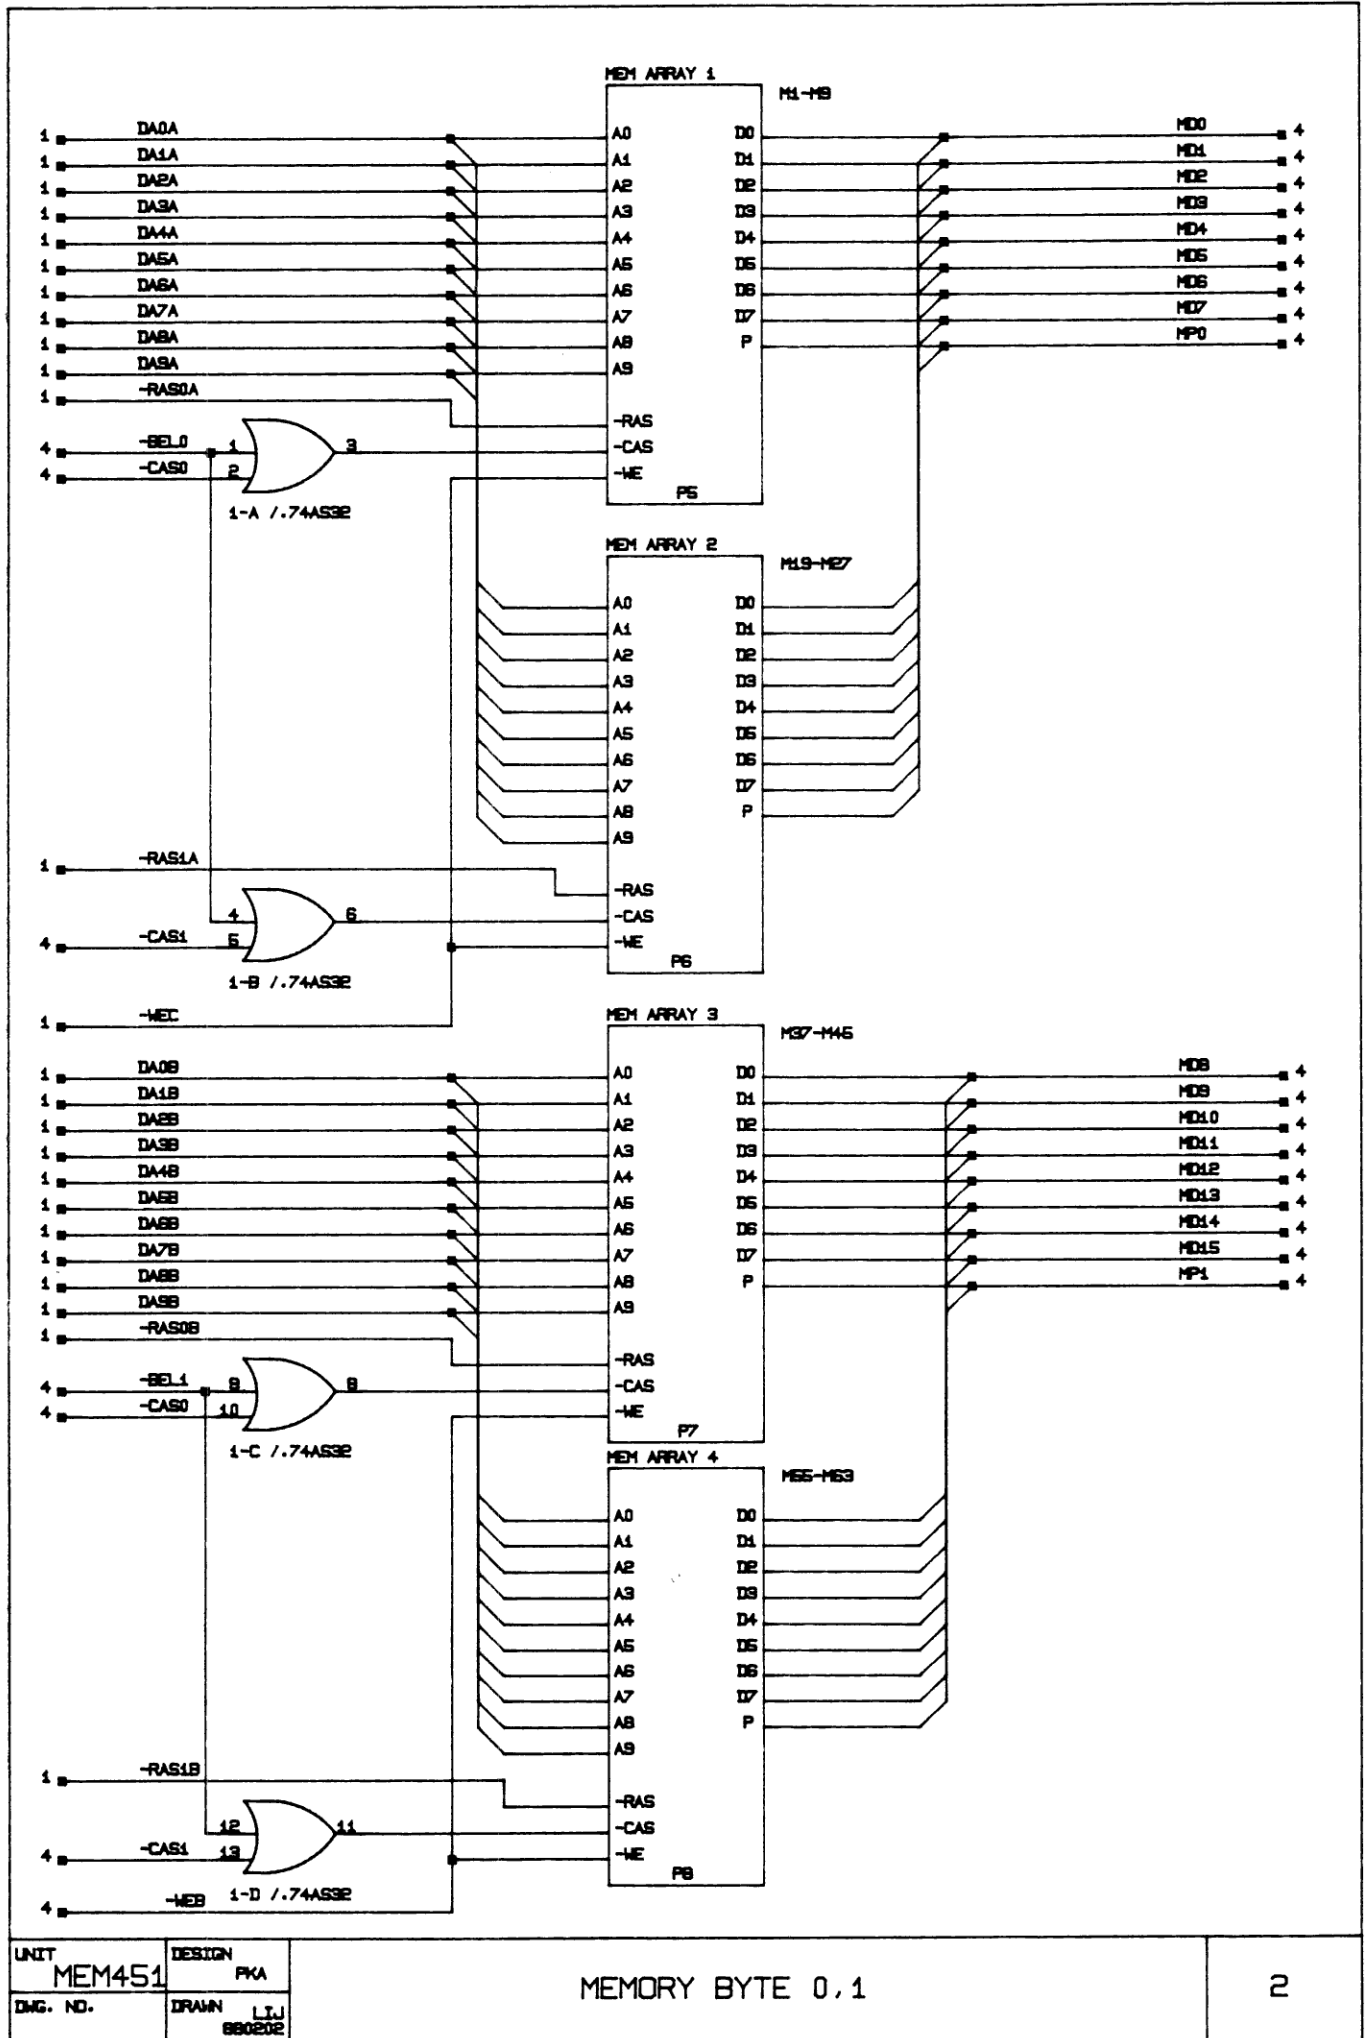 MEM ARRAY 1
M1-M9
1 DA0A A0 D0 MD0 4
1 DA1A A1 D1 MD1 4
1 DA2A A2 D2 MD2 4
1 DA3A A3 D3 MD3 4
1 DA4A A4 D4 MD4 4
1 DA5A A5 D5 MD5 4
1 DA6A A6 D6 MD6 4
1 DA7A A7 D7 MD7 4
1 DA8A A8 P MP0 4
1 DA9A A9
1 -RAS0A -RAS
4 -BEL0 1 3 -CAS
4 -CAS0 2 -WE
P5
1-A /.74AS32
MEM ARRAY 2
M19-M27
A0 D0
A1 D1
A2 D2
A3 D3
A4 D4
A5 D5
A6 D6
A7 D7
A8 P
A9
1 -RAS1A -RAS
4 6 -CAS
4 -CAS1 5 -WE
P6
1-B /.74AS32
1 -WEC
MEM ARRAY 3
M37-M45
1 DA0B A0 D0 MD8 4
1 DA1B A1 D1 MD9 4
1 DA2B A2 D2 MD10 4
1 DA3B A3 D3 MD11 4
1 DA4B A4 D4 MD12 4
1 DA5B A5 D5 MD13 4
1 DA6B A6 D6 MD14 4
1 DA7B A7 D7 MD15 4
1 DA8B A8 P MP1 4
1 DA9B A9
1 -RAS0B -RAS
4 -BEL1 9 8 -CAS
4 -CAS0 10 -WE
P7
1-C /.74AS32
MEM ARRAY 4
M55-M63
A0 D0
A1 D1
A2 D2
A3 D3
A4 D4
A5 D5
A6 D6
A7 D7
A8 P
A9
1 -RAS1B -RAS
12 11 -CAS
4 -CAS1 13 -WE
P8
4 -WEB 1-D /.74AS32
UNIT MEM451
DESIGN PKA
DWG. NO.
DRAWN LIJ
880202
MEMORY BYTE 0,1
2